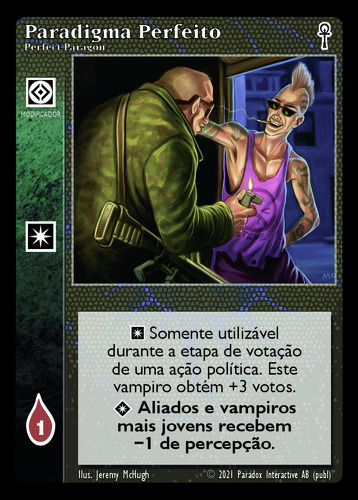 Paradigma Perfeito
Perfect Paragon
MODIFICADOR
Somente utilizável
durante a etapa de votação
de uma ação política. Este
vampiro obtém +3 votos.
Aliados e vampiros
mais jovens recebem
−1 de percepção.
1
Ilus. Jeremy McHugh © 2021 Paradox Interactive AB (publ)